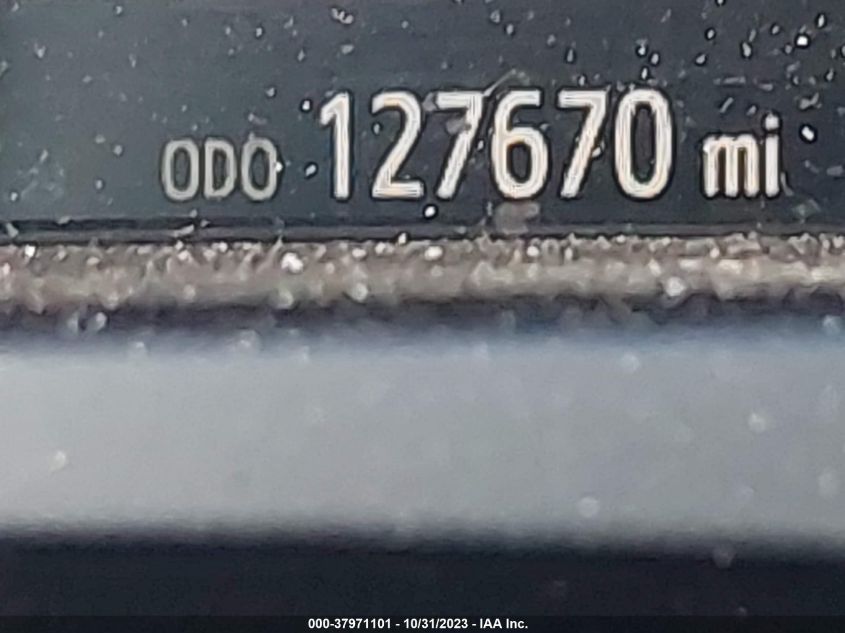 ODO 127670 mi
000-37971101 - 10/31/2023 - IAA Inc.